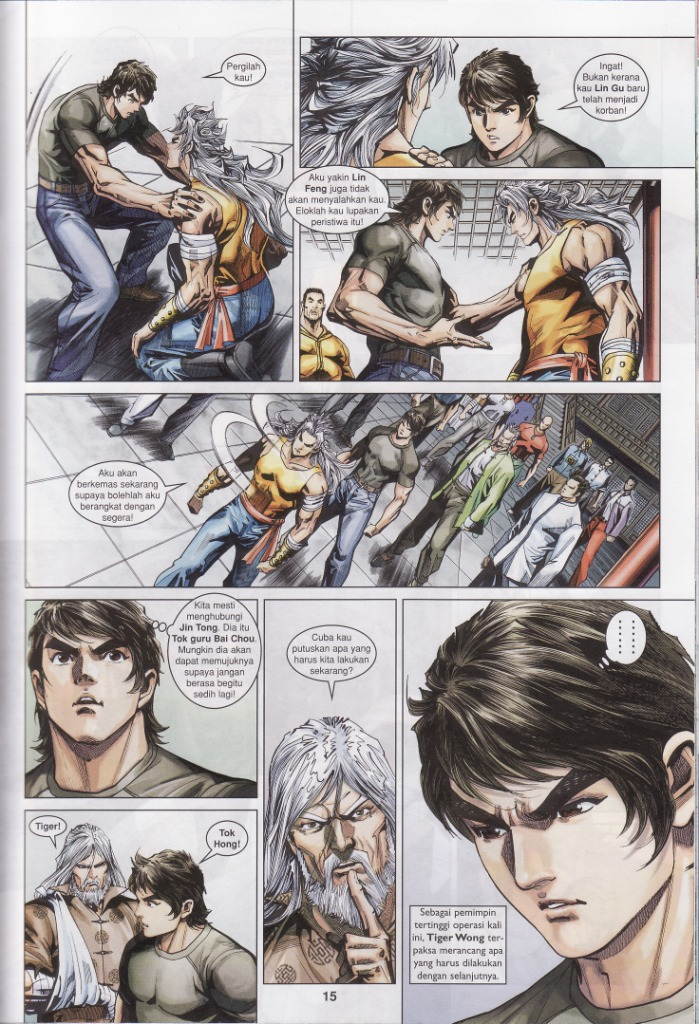 Pergilah
kau!
Ingat!
Bukan kerana
kau Lin Gu baru
telah menjadi
korban!
Aku yakin Lin
Feng juga tidak
akan menyalahkan kau.
Eloklah kau lupakan
peristiwa itu!
Aku akan
berkemas sekarang
supaya bolehlah aku
berangkat dengan
segera!
Kita mesti
menghubungi
Jin Tong. Dia itu
Tok guru Bai Chou.
Mungkin dia akan
dapat memujuknya
supaya jangan
berasa begitu
sedih lagi!
Tiger!
Tok
Hong!
Cuba kau
putuskan apa yang
harus kita lakukan
sekarang?
Sebagai pemimpin
tertinggi operasi kali
ini, Tiger Wong ter-
paksa merancang apa
yang harus dilakukan
dengan selanjutnya.
15